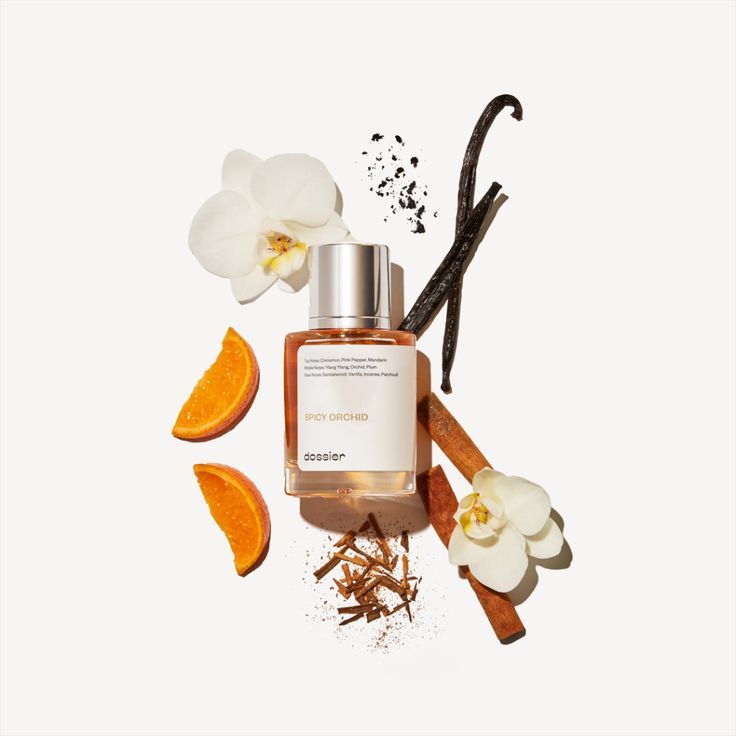 Top Notes: Cinnamon, Pink Pepper, Mandarin
Middle Notes: Ylang Ylang, Orchid, Plum
Base Notes: Sandalwood, Vanilla, Incense, Patchouli
SPICY ORCHID
dossier